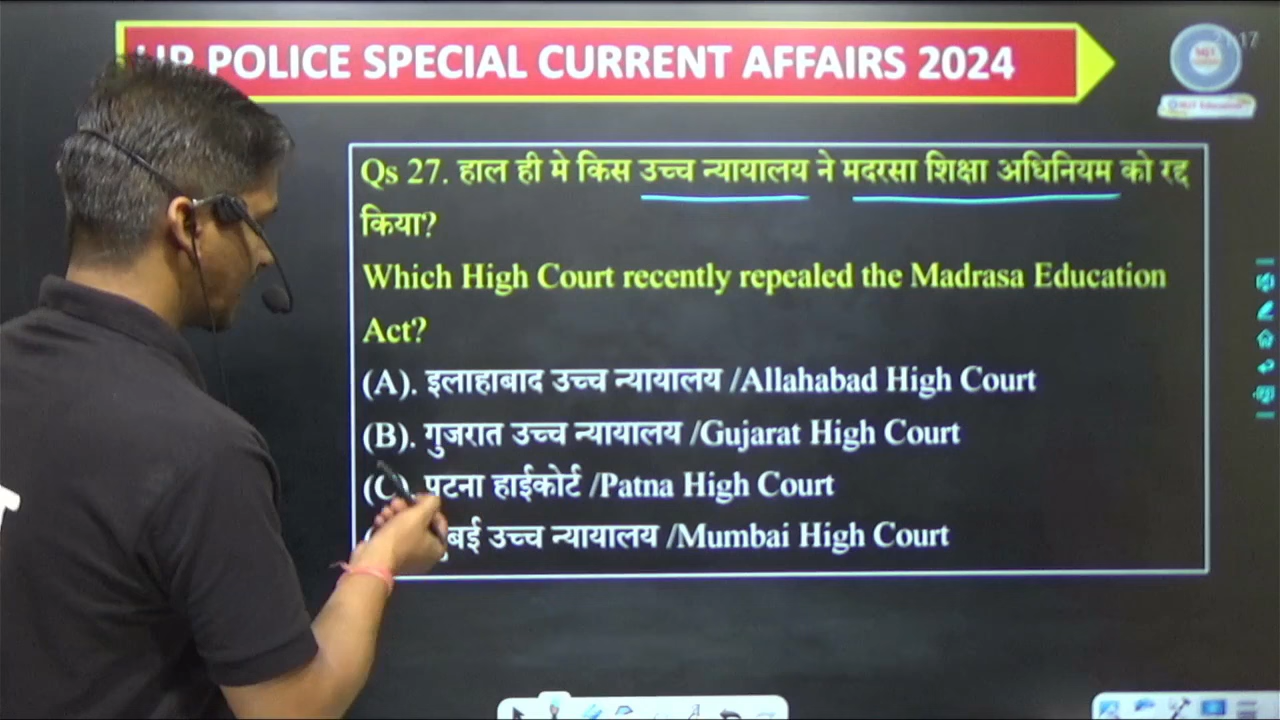 UP POLICE SPECIAL CURRENT AFFAIRS 2024
Qs 27. हाल ही मे किस उच्च न्यायालय ने मदरसा शिक्षा अधिनियम को रद्द
किया?
Which High Court recently repealed the Madrasa Education
Act?
(A). इलाहाबाद उच्च न्यायालय /Allahabad High Court
(B). गुजरात उच्च न्यायालय /Gujarat High Court
(C). पटना हाईकोर्ट /Patna High Court
उच्च न्यायालय /Mumbai High Court